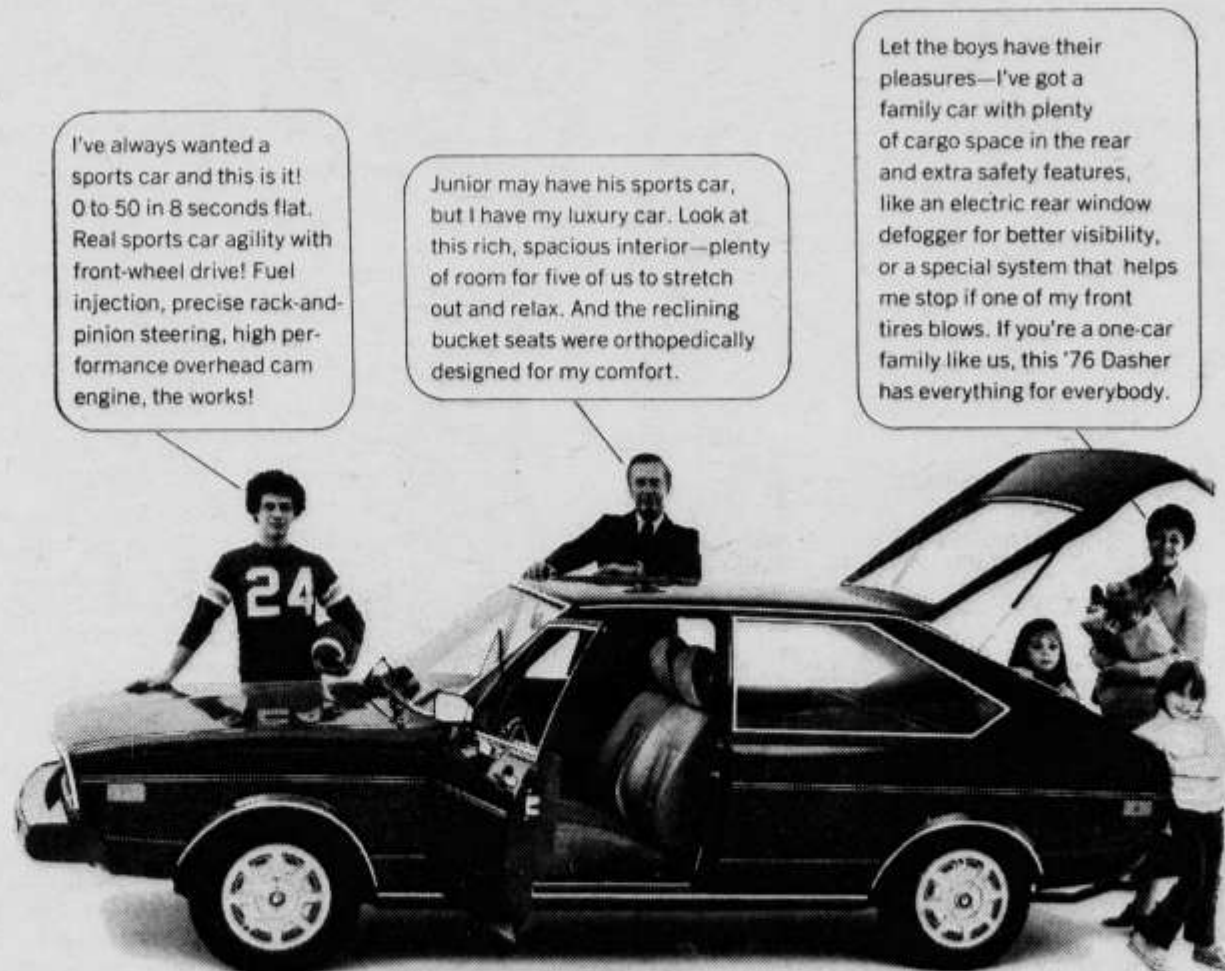 I've always wanted a
sports car and this is it!
0 to 50 in 8 seconds flat.
Real sports car agility with
front-wheel drive! Fuel
injection, precise rack-and-
pinion steering, high per-
formance overhead cam
engine, the works!
Junior may have his sports car,
but I have my luxury car. Look at
this rich, spacious interior—plenty
of room for five of us to stretch
out and relax. And the reclining
bucket seats were orthopedically
designed for my comfort.
Let the boys have their
pleasures—I've got a
family car with plenty
of cargo space in the rear
and extra safety features,
like an electric rear window
defogger for better visibility,
or a special system that helps
me stop if one of my front
tires blows. If you're a one-car
family like us, this '76 Dasher
has everything for everybody.
24